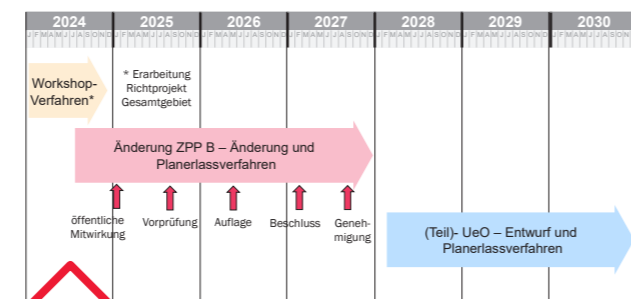 2024 2025 2026 2027 2028 2029 2030
J F M A M J J A S O N D J F M A M J J A S O N D J F M A M J J A S O N D J F M A M J J A S O N D J F M A M J J A S O N D J F M A M J J A S O N D J F M A M J J A S O N
Workshop-
Verfahren*
* Erarbeitung
Richtprojekt
Gesamtgebiet
Änderung ZPP B – Änderung und
Planerlassverfahren
öffentliche
Mitwirkung
Vorprüfung
Auflage
Beschluss
Geneh-
migung
(Teil)- UeO – Entwurf und
Planerlassverfahren